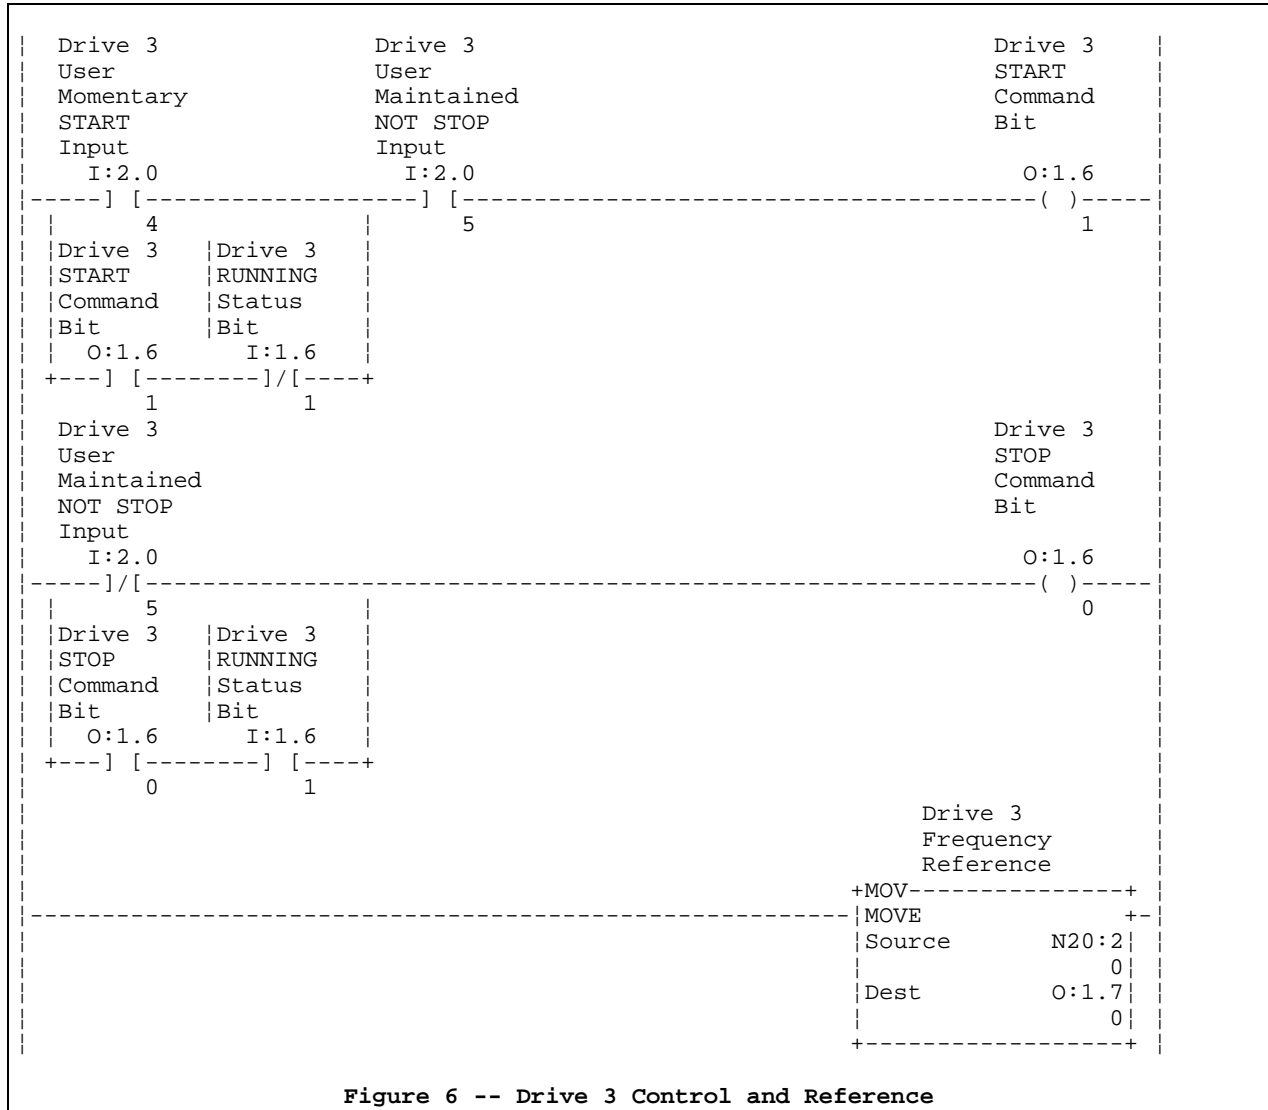 Drive 3 Drive 3 Drive 3
User User START
Momentary Maintained Command
START NOT STOP Bit
Input Input
I:2.0 I:2.0 O:1.6
-----] [-------------------] [----------------------------------------( )-----
4 5 1
Drive 3 Drive 3
START RUNNING
Command Status
Bit Bit
O:1.6 I:1.6
+---] [--------]/[----+
1 1
Drive 3 Drive 3
User STOP
Maintained Command
NOT STOP Bit
Input
I:2.0 O:1.6
-----]/[--------------------------------------------------------------( )-----
5 0
Drive 3 Drive 3
STOP RUNNING
Command Status
Bit Bit
O:1.6 I:1.6
+---] [--------] [----+
0 1
Drive 3
Frequency
Reference
+MOV---------------+
MOVE +-
Source N20:2
0
Dest O:1.7
0
+------------------+
Figure 6 -- Drive 3 Control and Reference